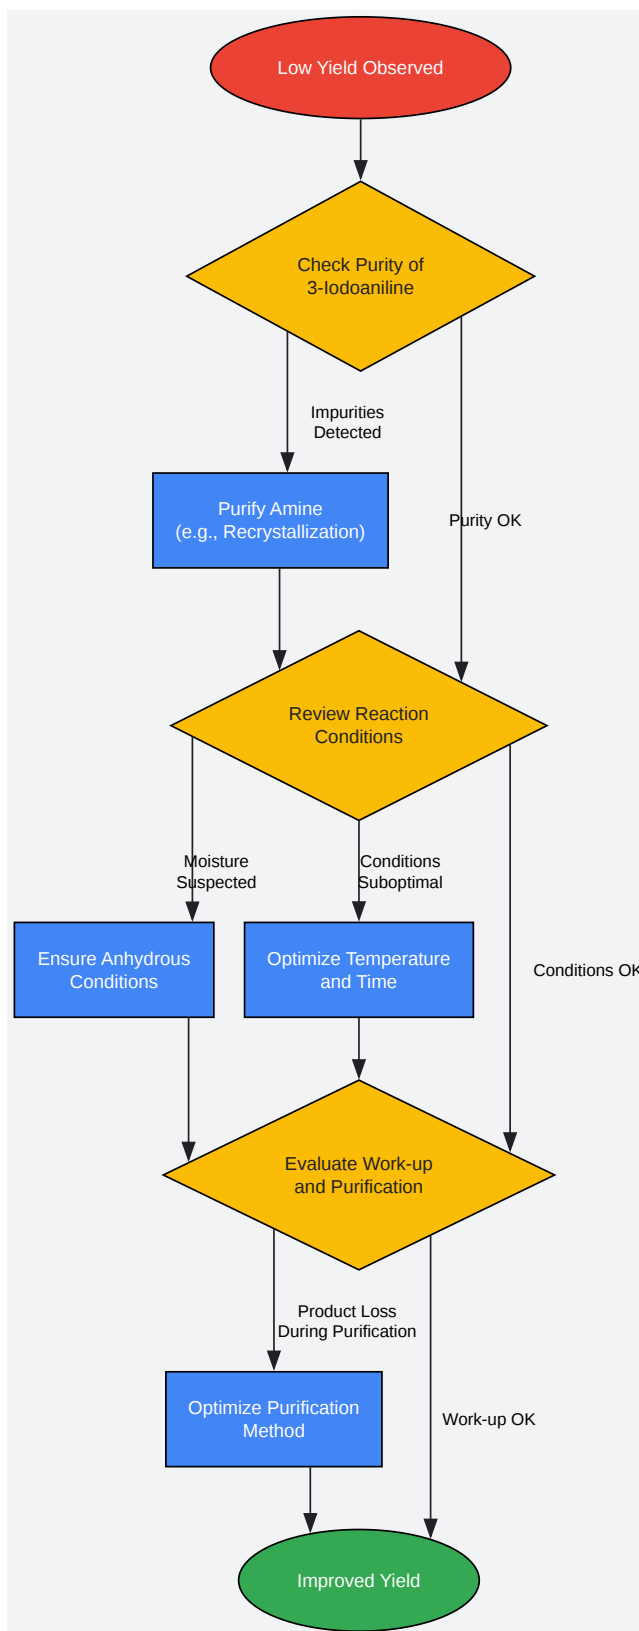 Low Yield Observed
Check Purity of
3-Iodoaniline
Impurities
Detected
Purify Amine
(e.g., Recrystallization)
Purity OK
Review Reaction
Conditions
Moisture
Suspected
Conditions
Suboptimal
Ensure Anhydrous
Conditions
Optimize Temperature
and Time
Conditions OK
Evaluate Work-up
and Purification
Product Loss
During Purification
Optimize Purification
Method
Work-up OK
Improved Yield